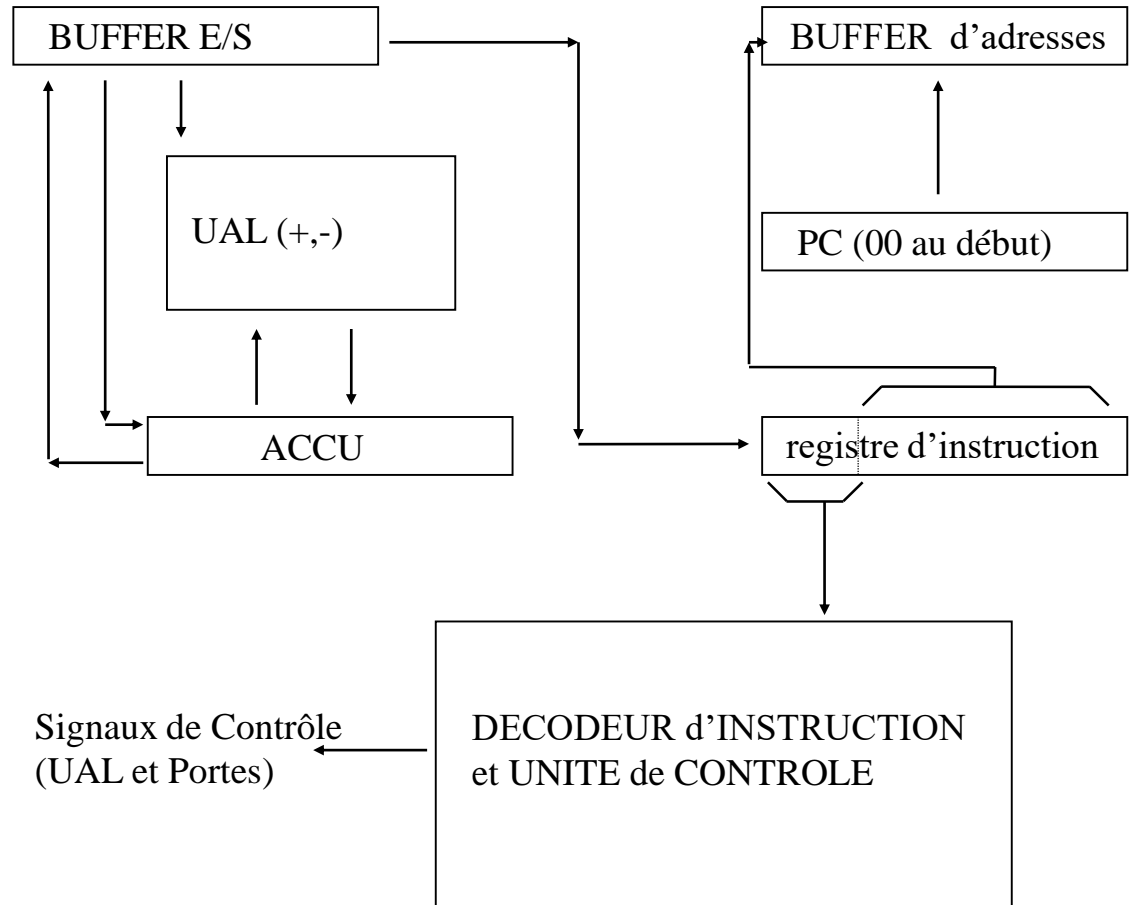 BUFFER E/S
BUFFER d’adresses
UAL (+,-)
PC (00 au début)
ACCU
registre d’instruction
Signaux de Contrôle
(UAL et Portes)
DECODEUR d’INSTRUCTION
et UNITE de CONTROLE